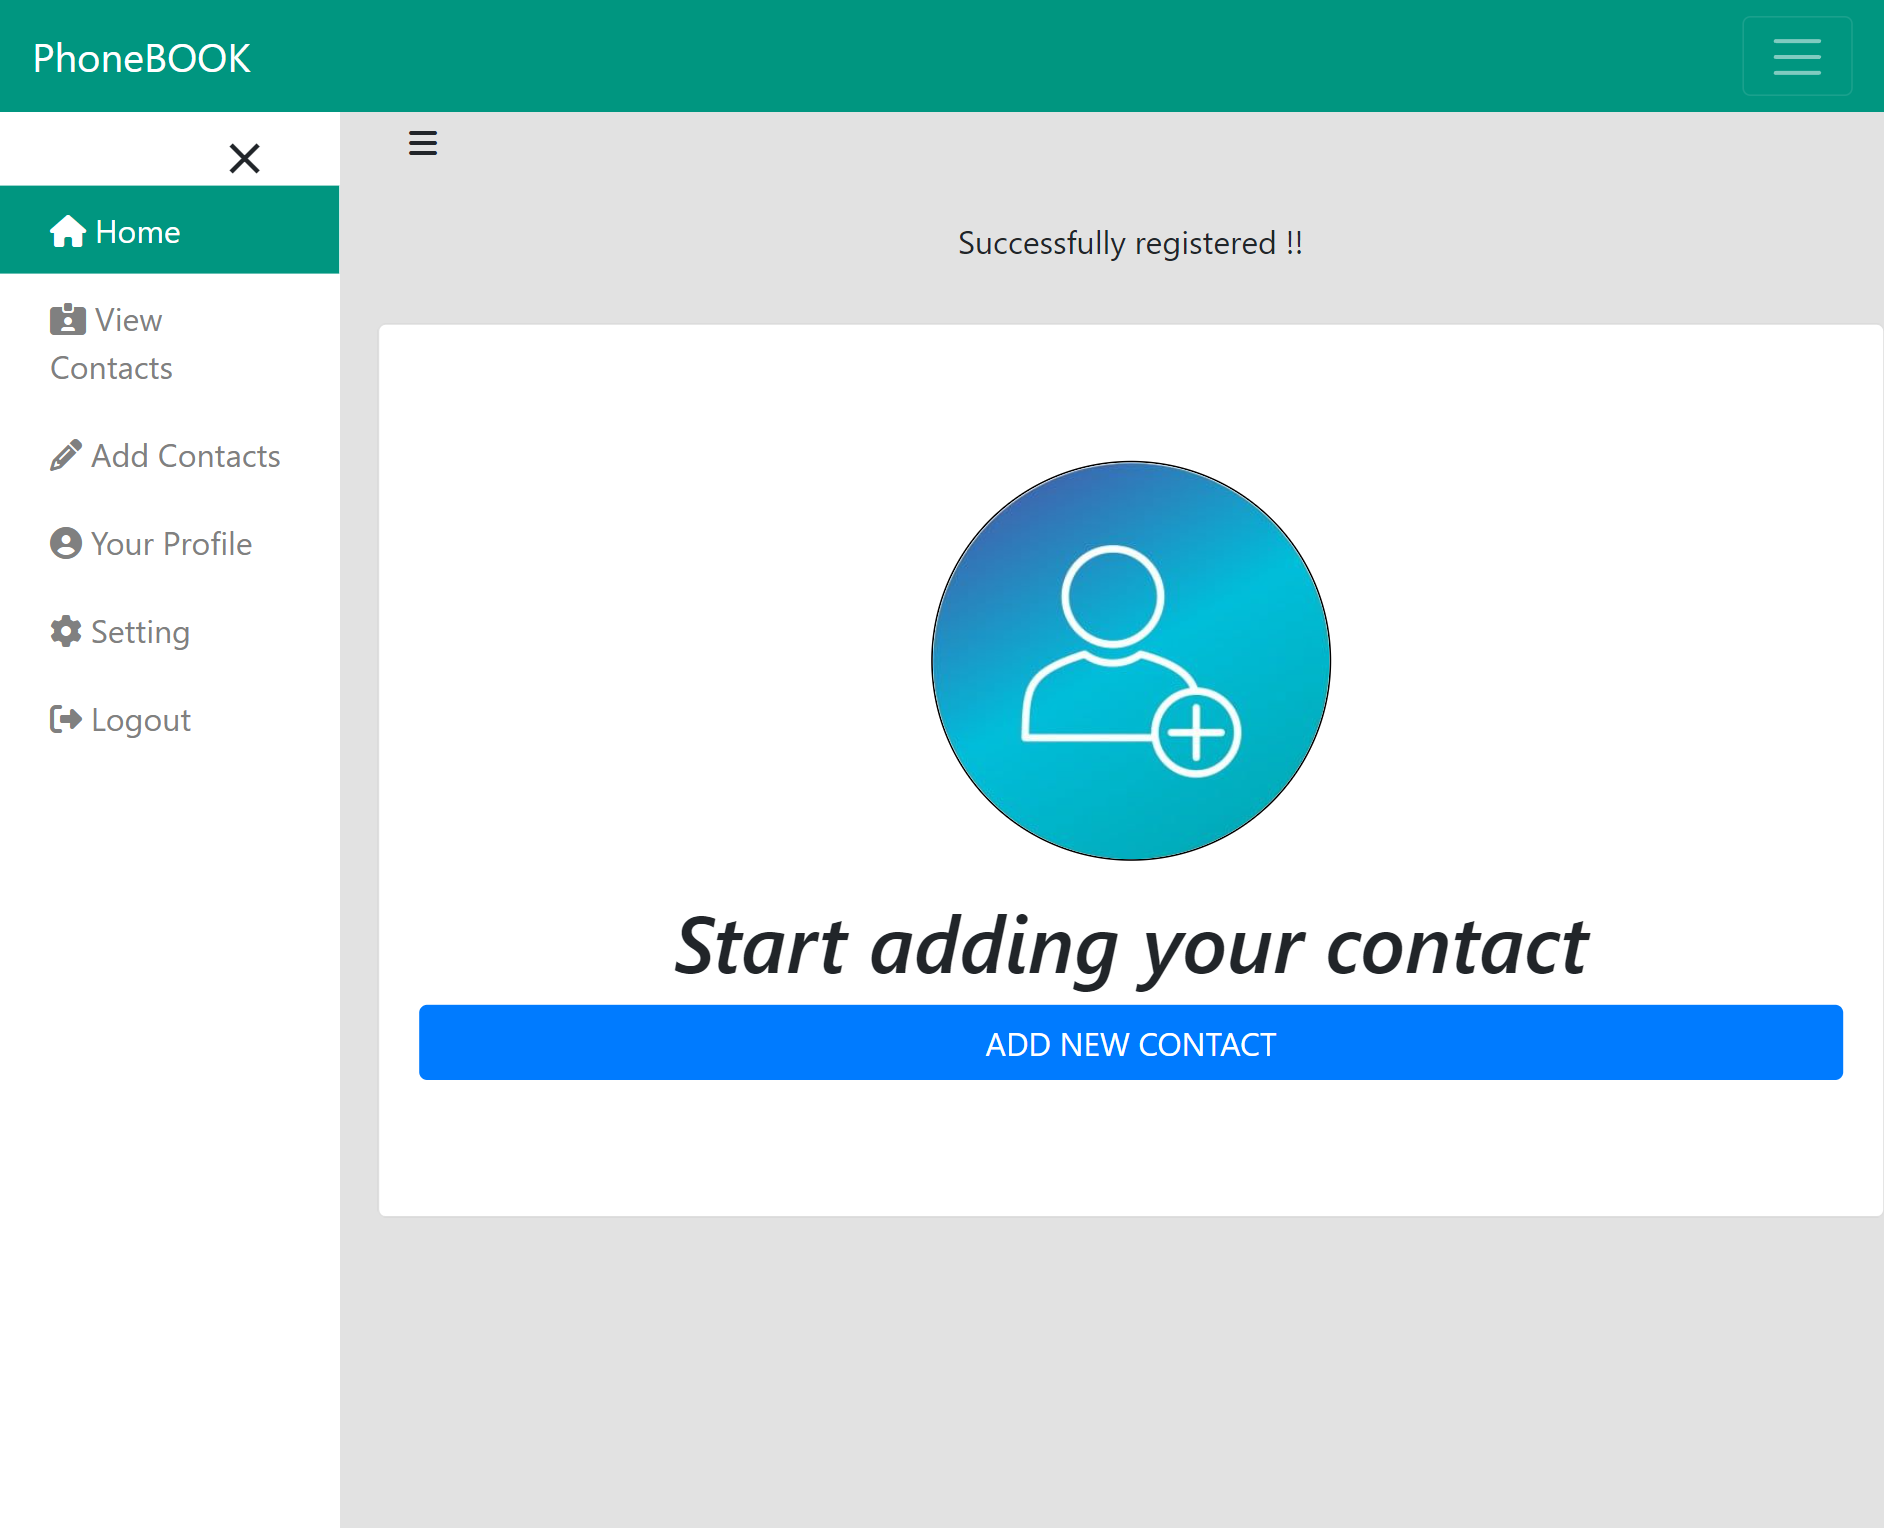 PhoneBOOK
Home
View
Contacts
Add Contacts
Your Profile
Setting
Logout
Successfully registered !!
Start adding your contact
ADD NEW CONTACT